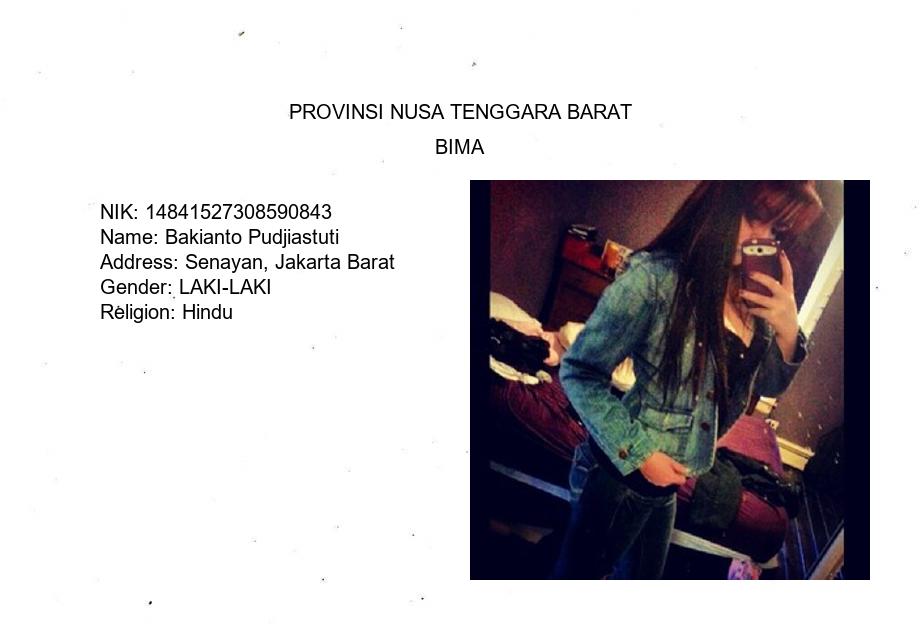 PROVINSI NUSA TENGGARA BARAT
BIMA
NIK: 14841527308590843
Name: Bakianto Pudjiastuti
Address: Senayan, Jakarta Barat
Gender: LAKI-LAKI
Religion: Hindu